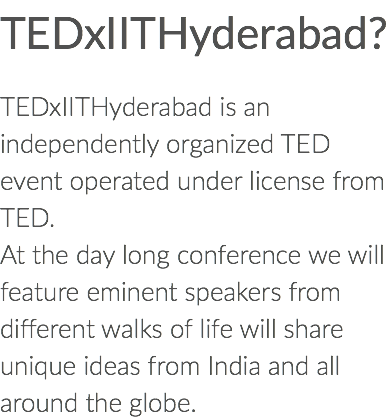 TEDxIITHyderabad?
TEDxIITHyderabad is an
independently organized TED
event operated under license from
TED.
At the day long conference we will
feature eminent speakers from
different walks of life will share
unique ideas from India and all
around the globe.